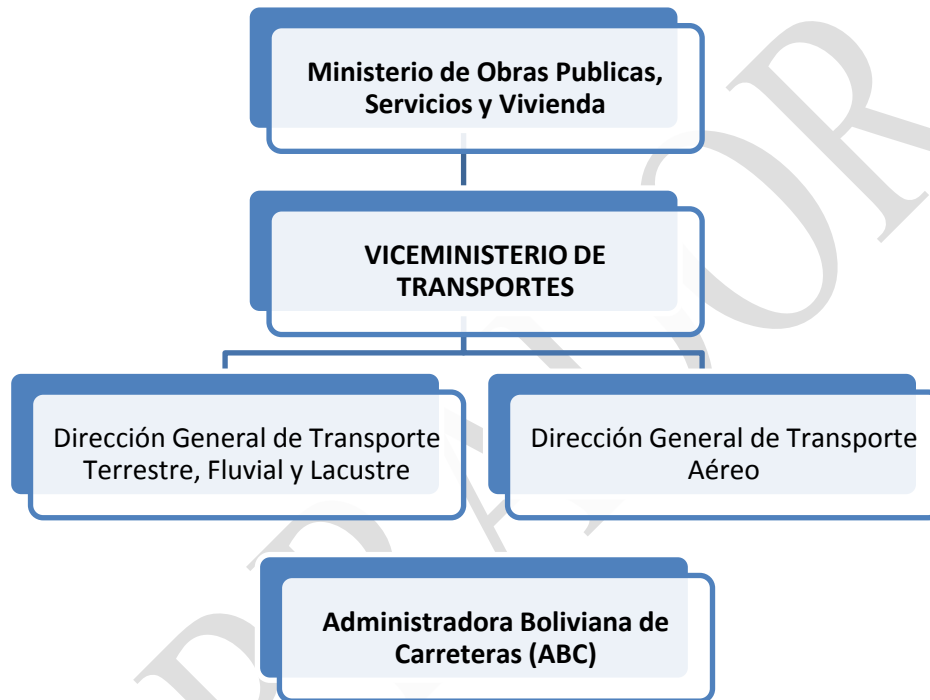 Ministerio de Obras Publicas,
Servicios y Vivienda
VICEMINISTERIO DE
TRANSPORTES
Dirección General de Transporte
Terrestre, Fluvial y Lacustre
Dirección General de Transporte
Aéreo
Administradora Boliviana de
Carreteras (ABC)